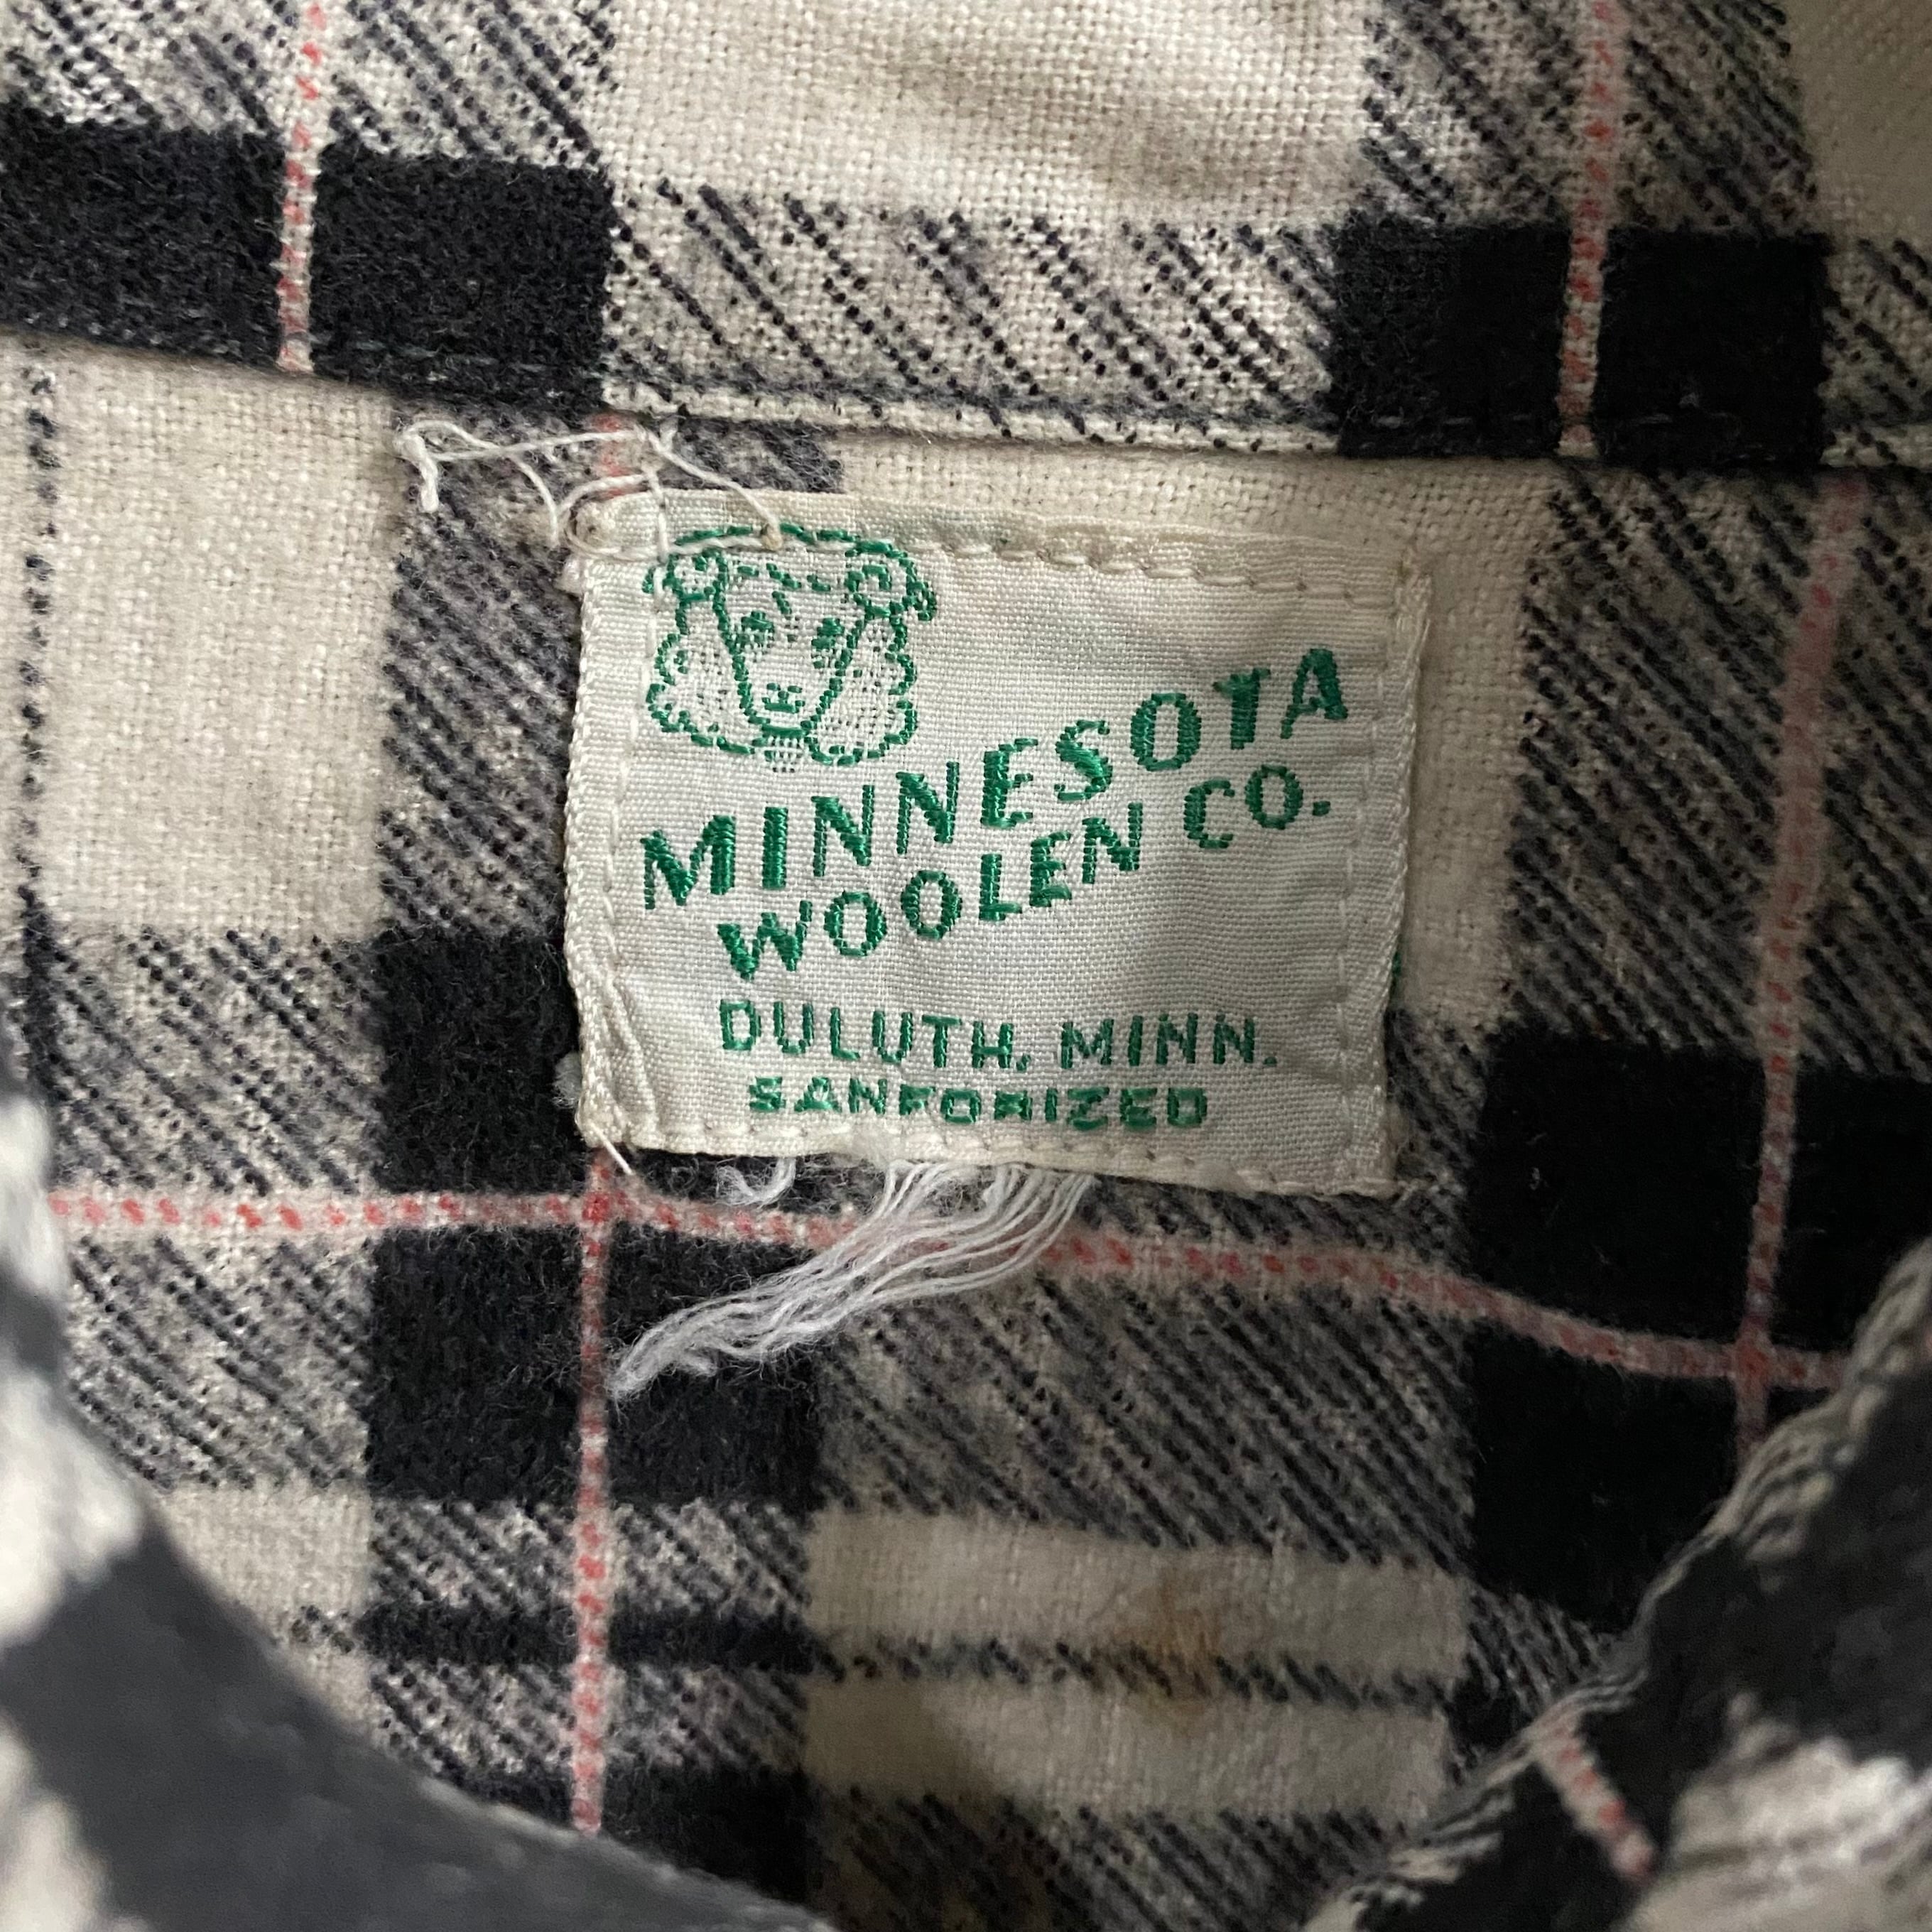 MINNESOTA
WOOLEN CO.
DULUTH, MINN.
SANFORIZED